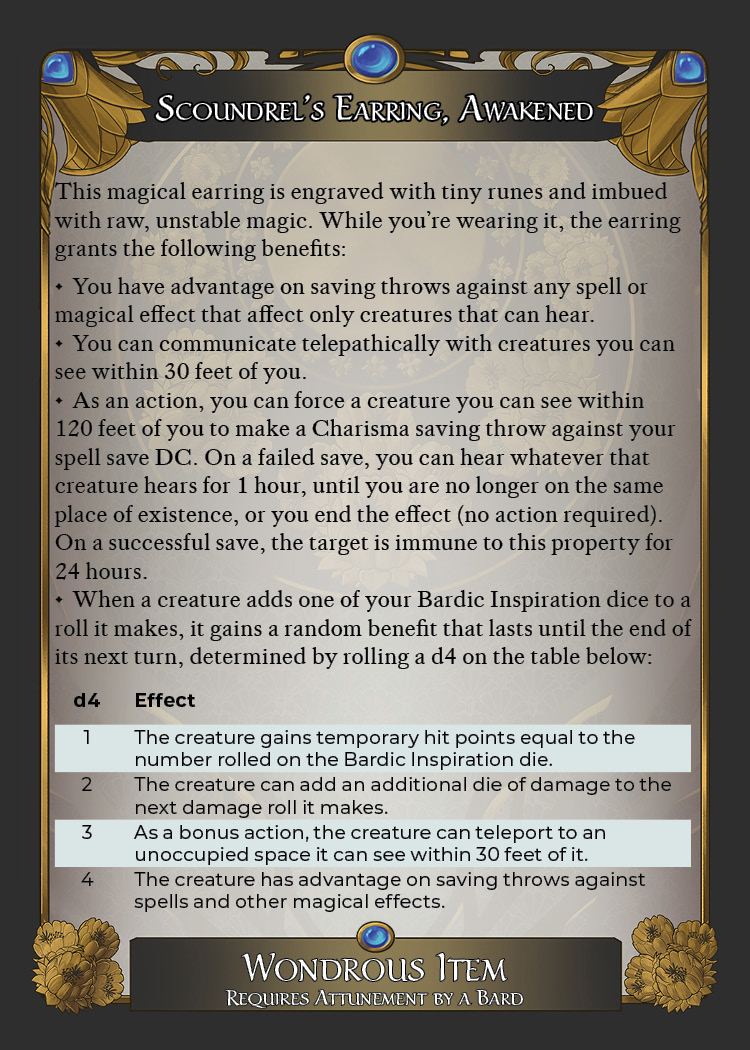 Scoundrel's Earring, Awakened
This magical earring is engraved with tiny runes and imbued
with raw, unstable magic. While you're wearing it, the earring
grants the following benefits:
• You have advantage on saving throws against any spell or
magical effect that affect only creatures that can hear.
• You can communicate telepathically with creatures you can
see within 30 feet of you.
• As an action, you can force a creature you can see within
120 feet of you to make a Charisma saving throw against your
spell save DC. On a failed save, you can hear whatever that
creature hears for 1 hour, until you are no longer on the same
place of existence, or you end the effect (no action required).
On a successful save, the target is immune to this property for
24 hours.
• When a creature adds one of your Bardic Inspiration dice to a
roll it makes, it gains a random benefit that lasts until the end of
its next turn, determined by rolling a d4 on the table below:
d4 Effect
1 The creature gains temporary hit points equal to the
number rolled on the Bardic Inspiration die.
2 The creature can add an additional die of damage to the
next damage roll it makes.
3 As a bonus action, the creature can teleport to an
unoccupied space it can see within 30 feet of it.
4 The creature has advantage on saving throws against
spells and other magical effects.
Wondrous Item
Requires Attunement by a Bard